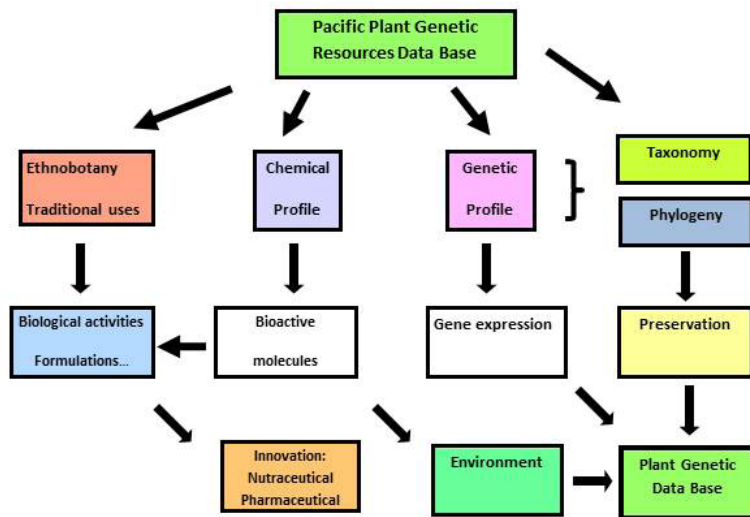 Pacific Plant Genetic
Resources Data Base
Ethnobotany
Traditional uses
Chemical
Profile
Genetic
Profile
Taxonomy
Phylogeny
Biological activities
Formulations...
Bioactive
molecules
Gene expression
Preservation
Innovation:
Nutraceutical
Pharmaceutical
Environment
Plant Genetic
Data Base